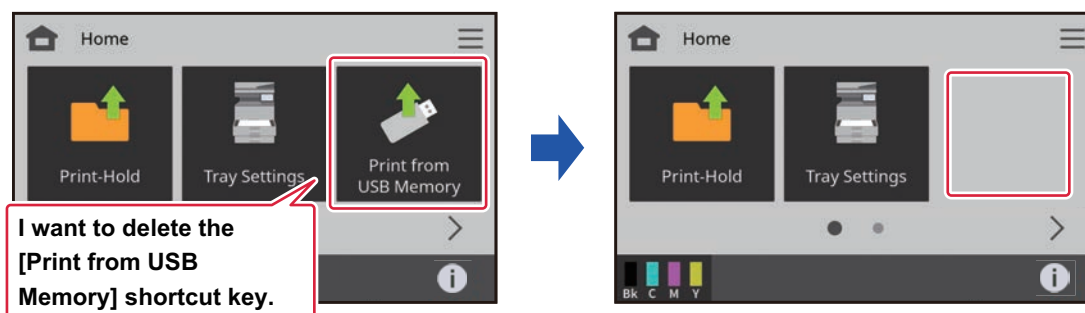 Home
Print-Hold
Tray Settings
Print from
USB Memory
I want to delete the
[Print from USB
Memory] shortcut key.
i
Home
Print-Hold
Tray Settings
Bk C M Y
i